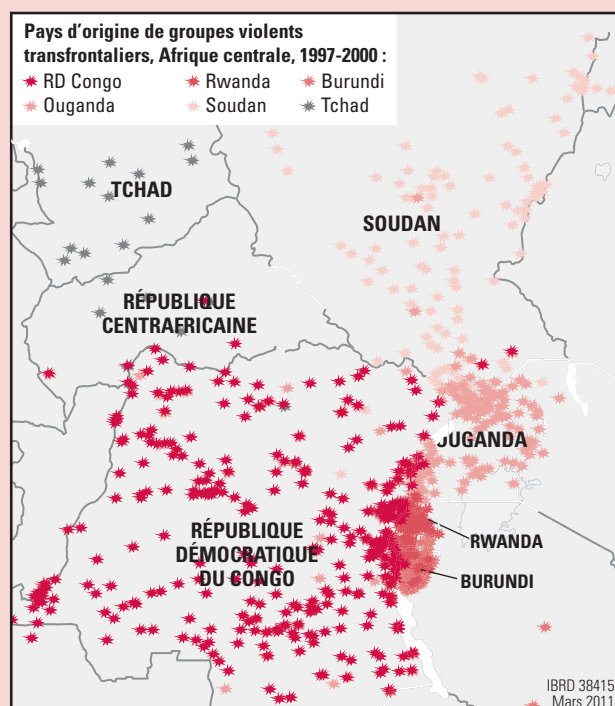 Pays d’origine de groupes violents
transfrontaliers, Afrique centrale, 1997-2000 :
RD Congo
Rwanda
Burundi
Ouganda
Soudan
Tchad
TCHAD
SOUDAN
RÉPUBLIQUE
CENTRAFRICAINE
OUGANDA
RÉPUBLIQUE
DÉMOCRATIQUE
DU CONGO
RWANDA
BURUNDI
IBRD 38415
Mars 2011